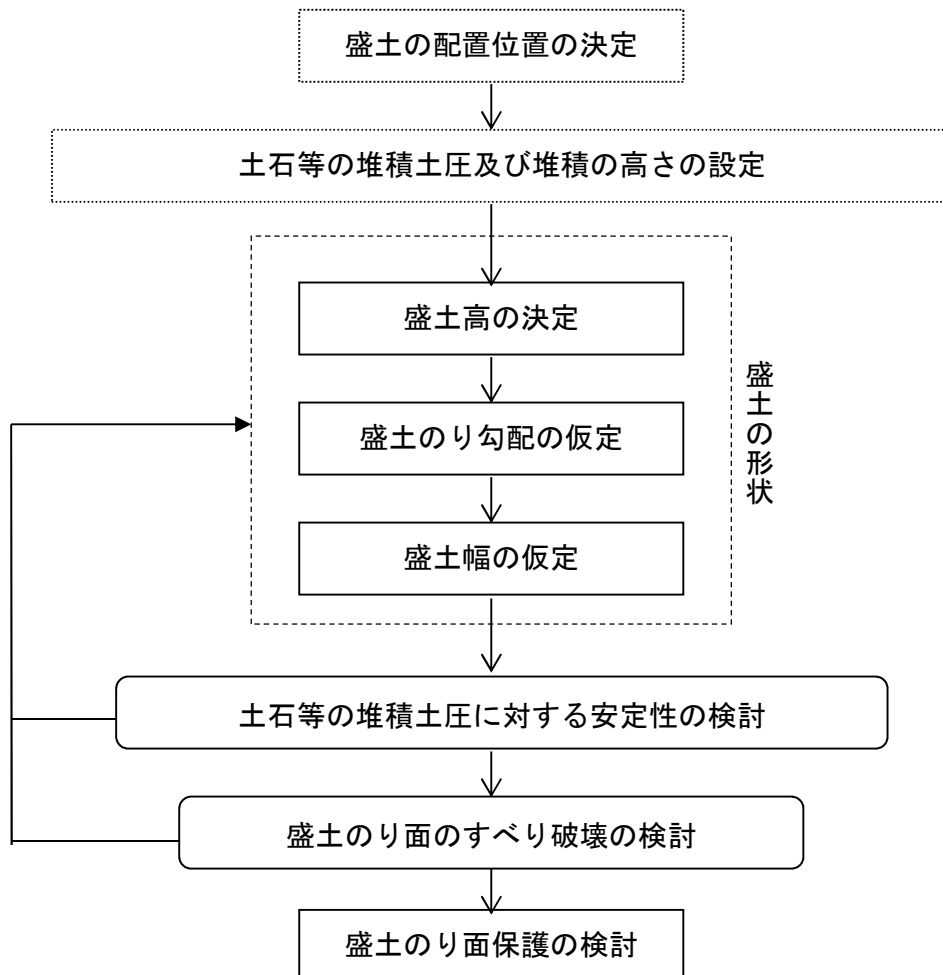 盛土の配置位置の決定
土石等の堆積土圧及び堆積の高さの設定
盛土高の決定
盛土のり勾配の仮定
盛土幅の仮定
盛土の形状
土石等の堆積土圧に対する安定性の検討
盛土のり面のすべり破壊の検討
盛土のり面保護の検討